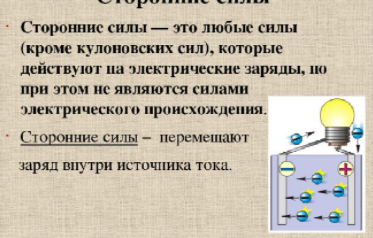 Сторонние силы
Сторонние силы — это любые силы
(кроме кулоновских сил), которые
действуют на электрические заряды, но
при этом не являются силами
электрического происхождения.
Сторонние силы – перемещают
заряд внутри источника тока.